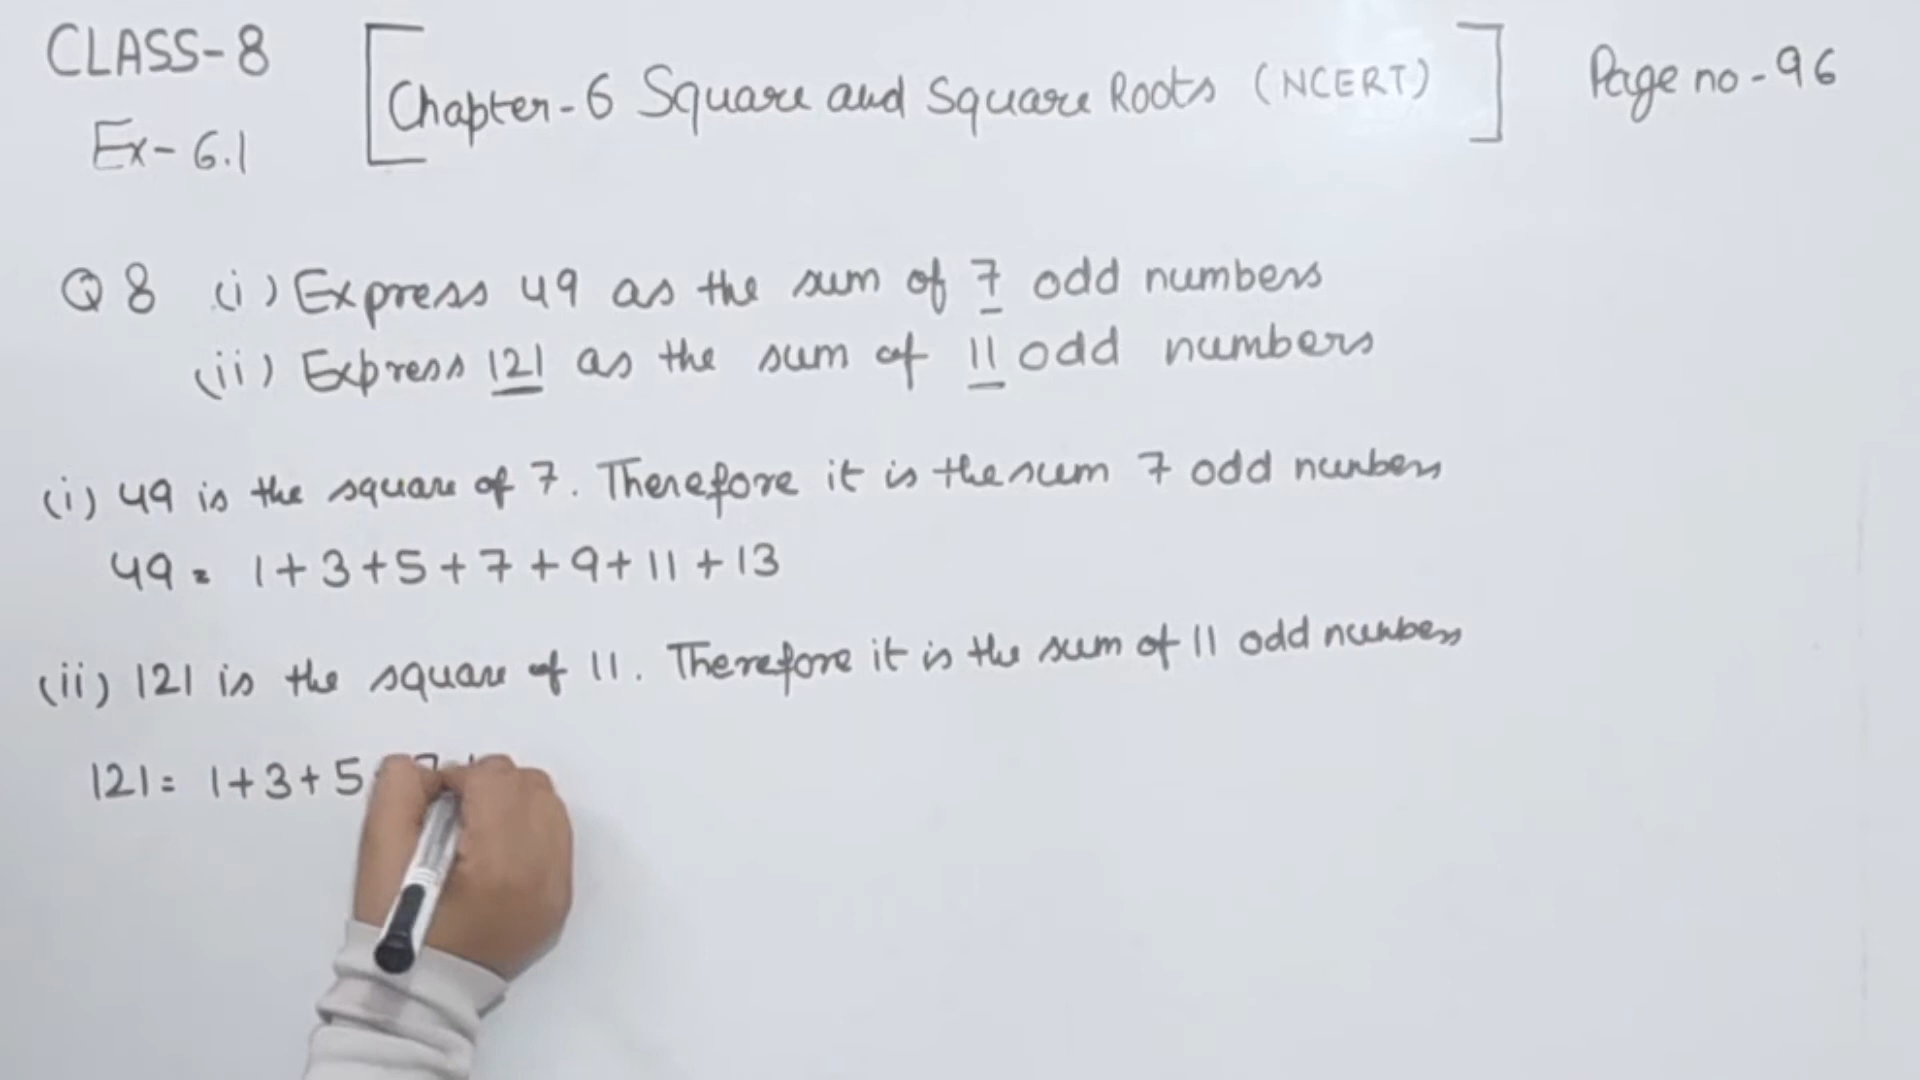 CLASS-8
Ex-6.1
Chapter-6 Square and Square Roots (NCERT)
Page no-96
Q8 (i) Express 49 as the sum of 7 odd numbers
(ii) Express 121 as the sum of 11 odd numbers
(i) 49 is the square of 7. Therefore it is the sum 7 odd numbers
49 = 1+3+5+7+9+11+13
(ii) 121 is the square of 11. Therefore it is the sum of 11 odd numbers
121 = 1+3+5